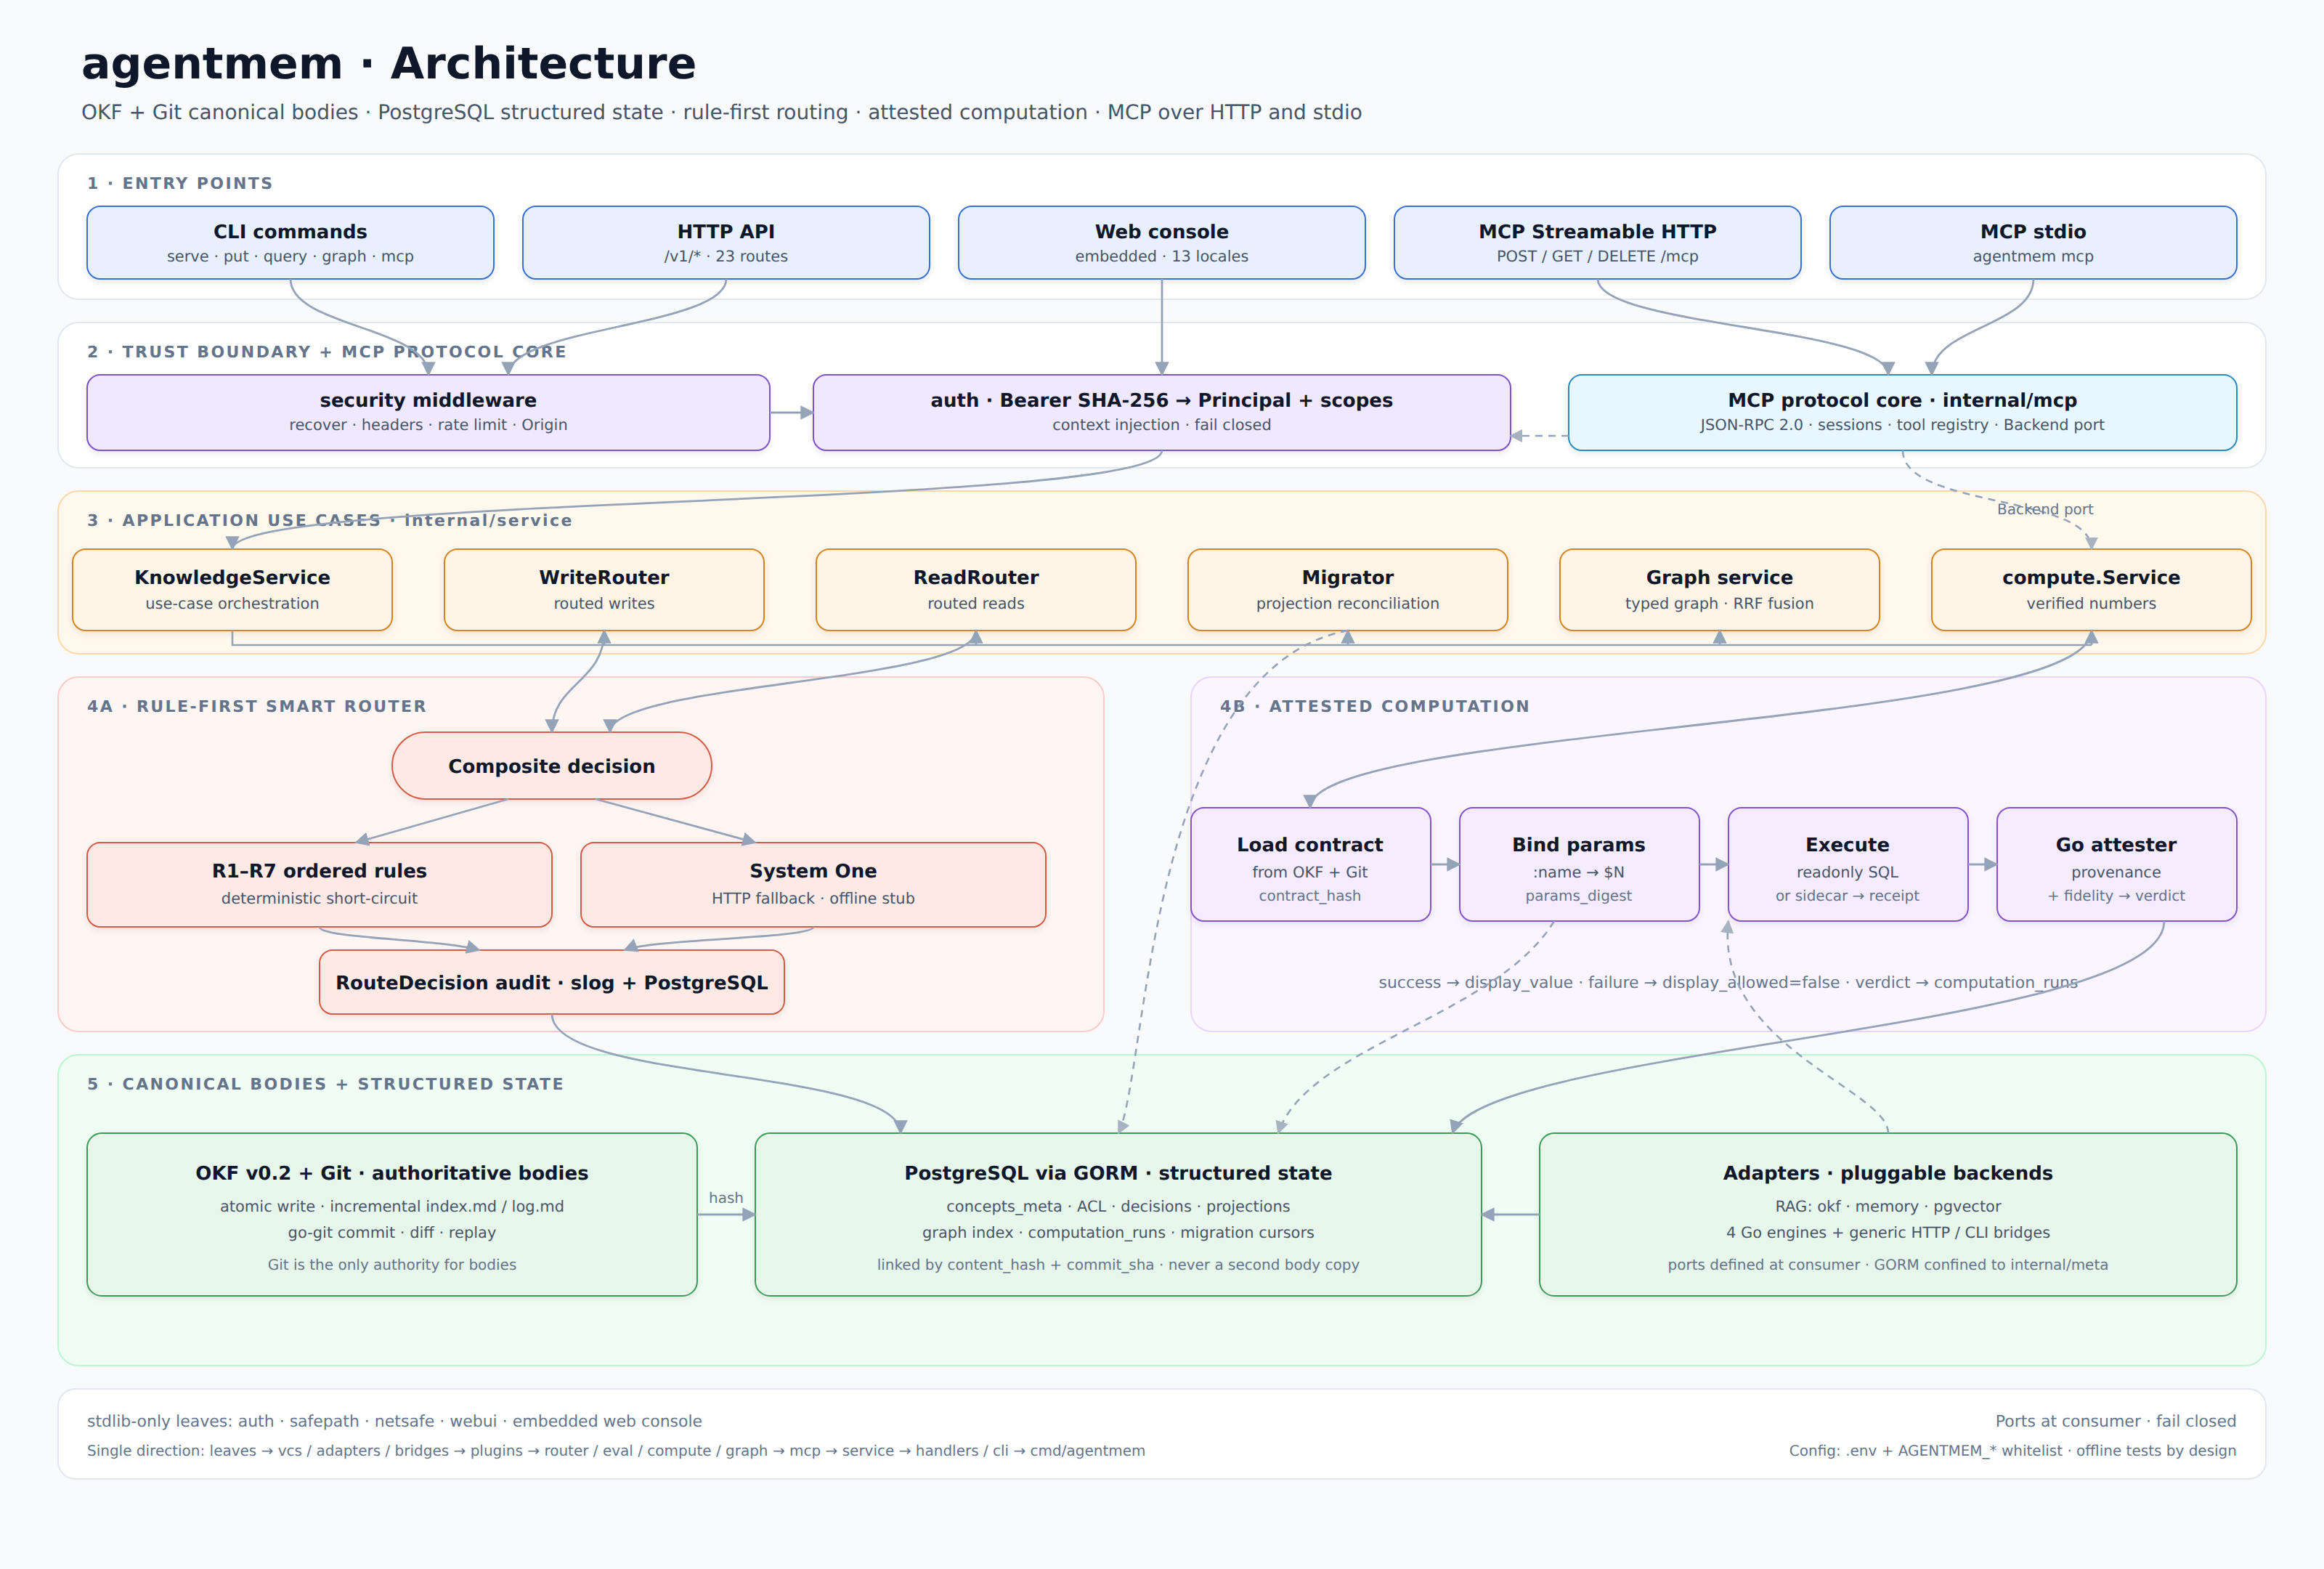 agentmem · Architecture
OKF + Git canonical bodies · PostgreSQL structured state · rule-first routing · attested computation · MCP over HTTP and stdio
1 · ENTRY POINTS
CLI commands
serve · put · query · graph · mcp
HTTP API
/v1/* · 23 routes
Web console
embedded · 13 locales
MCP Streamable HTTP
POST / GET / DELETE /mcp
MCP stdio
agentmem mcp
2 · TRUST BOUNDARY + MCP PROTOCOL CORE
security middleware
recover · headers · rate limit · Origin
auth · Bearer SHA-256 → Principal + scopes
context injection · fail closed
MCP protocol core · internal/mcp
JSON-RPC 2.0 · sessions · tool registry · Backend port
3 · APPLICATION USE CASES · internal/service
Backend port
KnowledgeService
use-case orchestration
WriteRouter
routed writes
ReadRouter
routed reads
Migrator
projection reconciliation
Graph service
typed graph · RRF fusion
compute.Service
verified numbers
4A · RULE-FIRST SMART ROUTER
Composite decision
R1–R7 ordered rules
deterministic short-circuit
System One
HTTP fallback · offline stub
RouteDecision audit · slog + PostgreSQL
4B · ATTESTED COMPUTATION
Load contract
from OKF + Git
contract_hash
Bind params
:name → $N
params_digest
Execute
readonly SQL
or sidecar → receipt
Go attester
provenance
+ fidelity → verdict
success → display_value · failure → display_allowed=false · verdict → computation_runs
5 · CANONICAL BODIES + STRUCTURED STATE
OKF v0.2 + Git · authoritative bodies
atomic write · incremental index.md / log.md
go-git commit · diff · replay
Git is the only authority for bodies
hash
PostgreSQL via GORM · structured state
concepts_meta · ACL · decisions · projections
graph index · computation_runs · migration cursors
linked by content_hash + commit_sha · never a second body copy
Adapters · pluggable backends
RAG: okf · memory · pgvector
4 Go engines + generic HTTP / CLI bridges
ports defined at consumer · GORM confined to internal/meta
stdlib-only leaves: auth · safepath · netsafe · webui · embedded web console
Ports at consumer · fail closed
Single direction: leaves → vcs / adapters / bridges → plugins → router / eval / compute / graph → mcp → service → handlers / cli → cmd/agentmem
Config: .env + AGENTMEM_* whitelist · offline tests by design